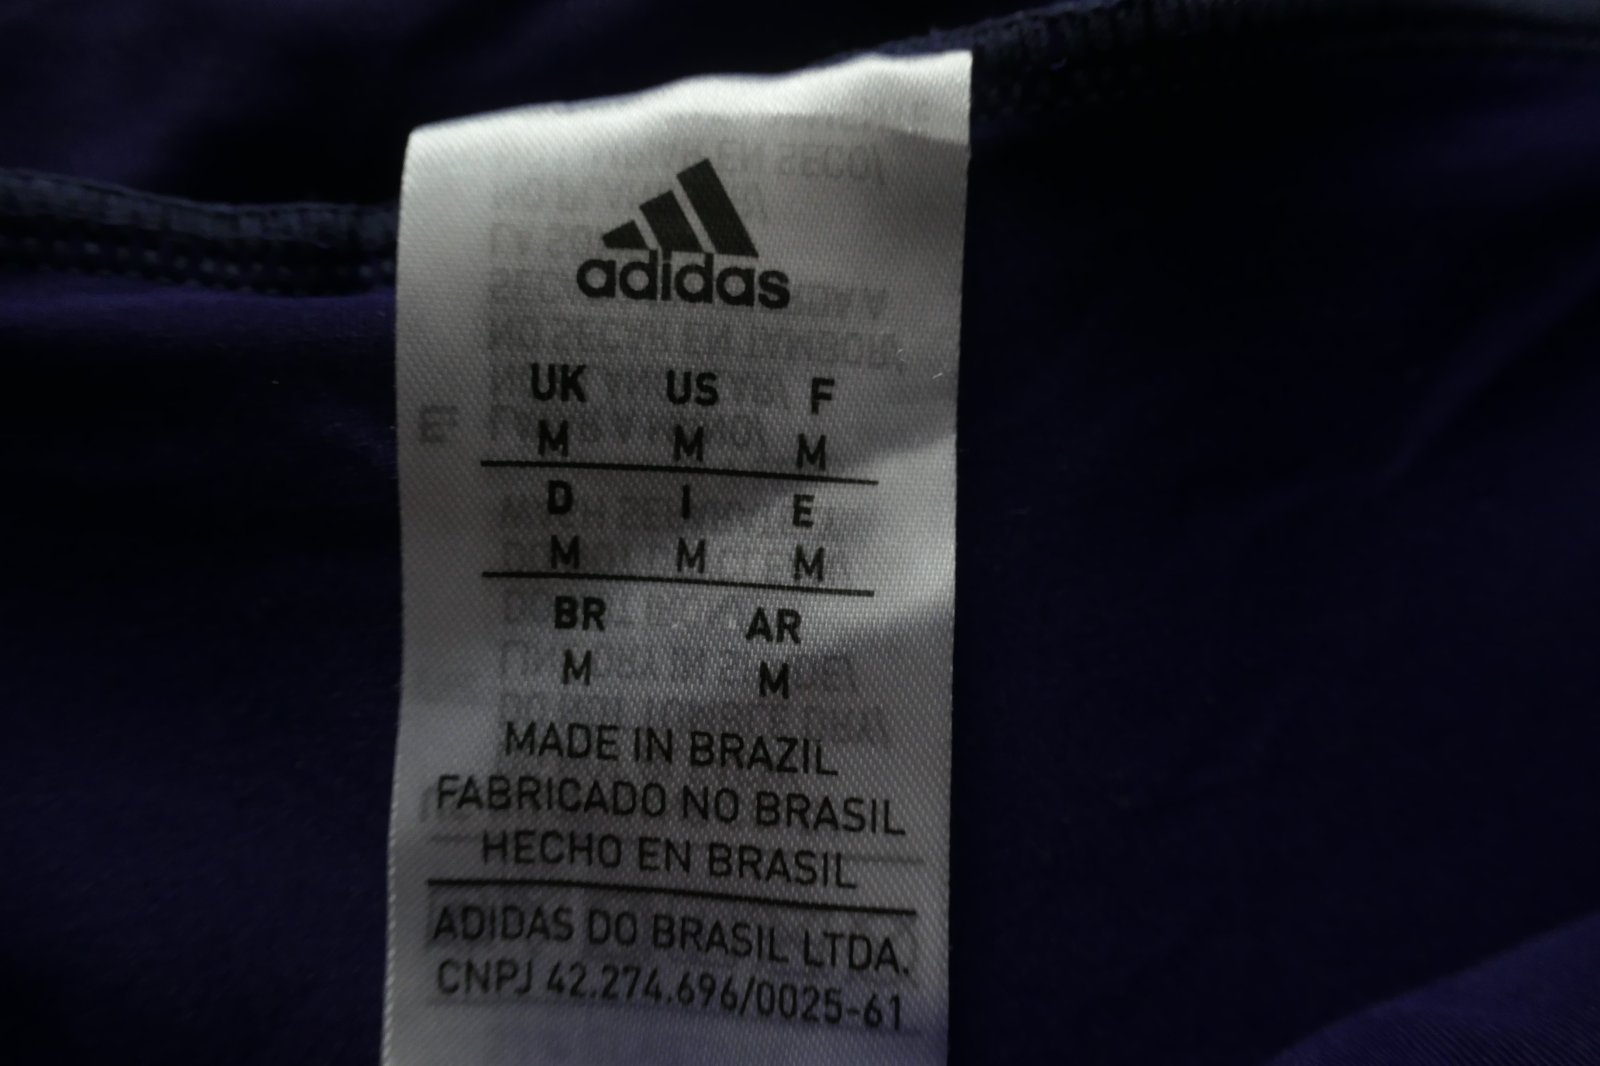 adidas
UK US F
M M M
D I E
M M M
BR AR
M M
MADE IN BRAZIL
FABRICADO NO BRASIL
HECHO EN BRASIL
ADIDAS DO BRASIL LTDA.
CNPJ 42.274.696/0025-61